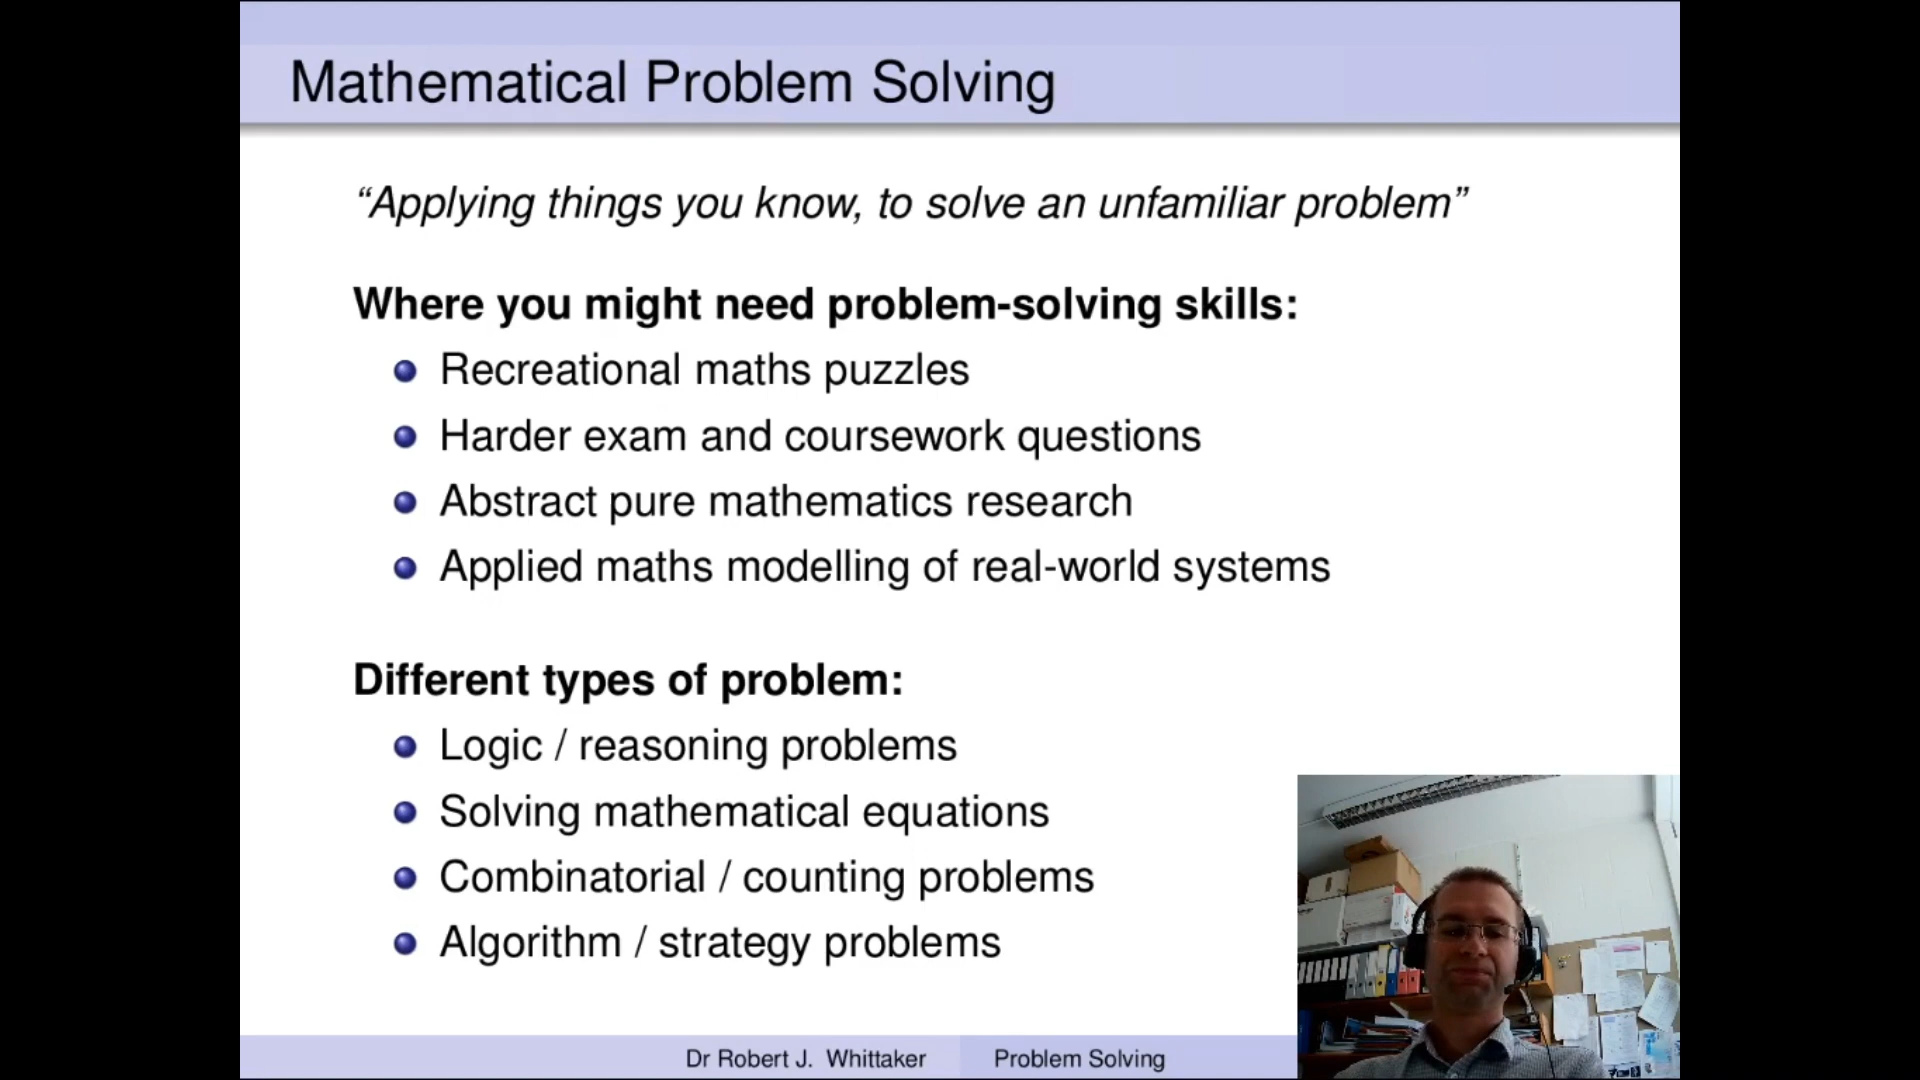 Mathematical Problem Solving
“Applying things you know, to solve an unfamiliar problem”
Where you might need problem-solving skills:
Recreational maths puzzles
Harder exam and coursework questions
Abstract pure mathematics research
Applied maths modelling of real-world systems
Different types of problem:
Logic / reasoning problems
Solving mathematical equations
Combinatorial / counting problems
Algorithm / strategy problems
Dr Robert J. Whittaker Problem Solving